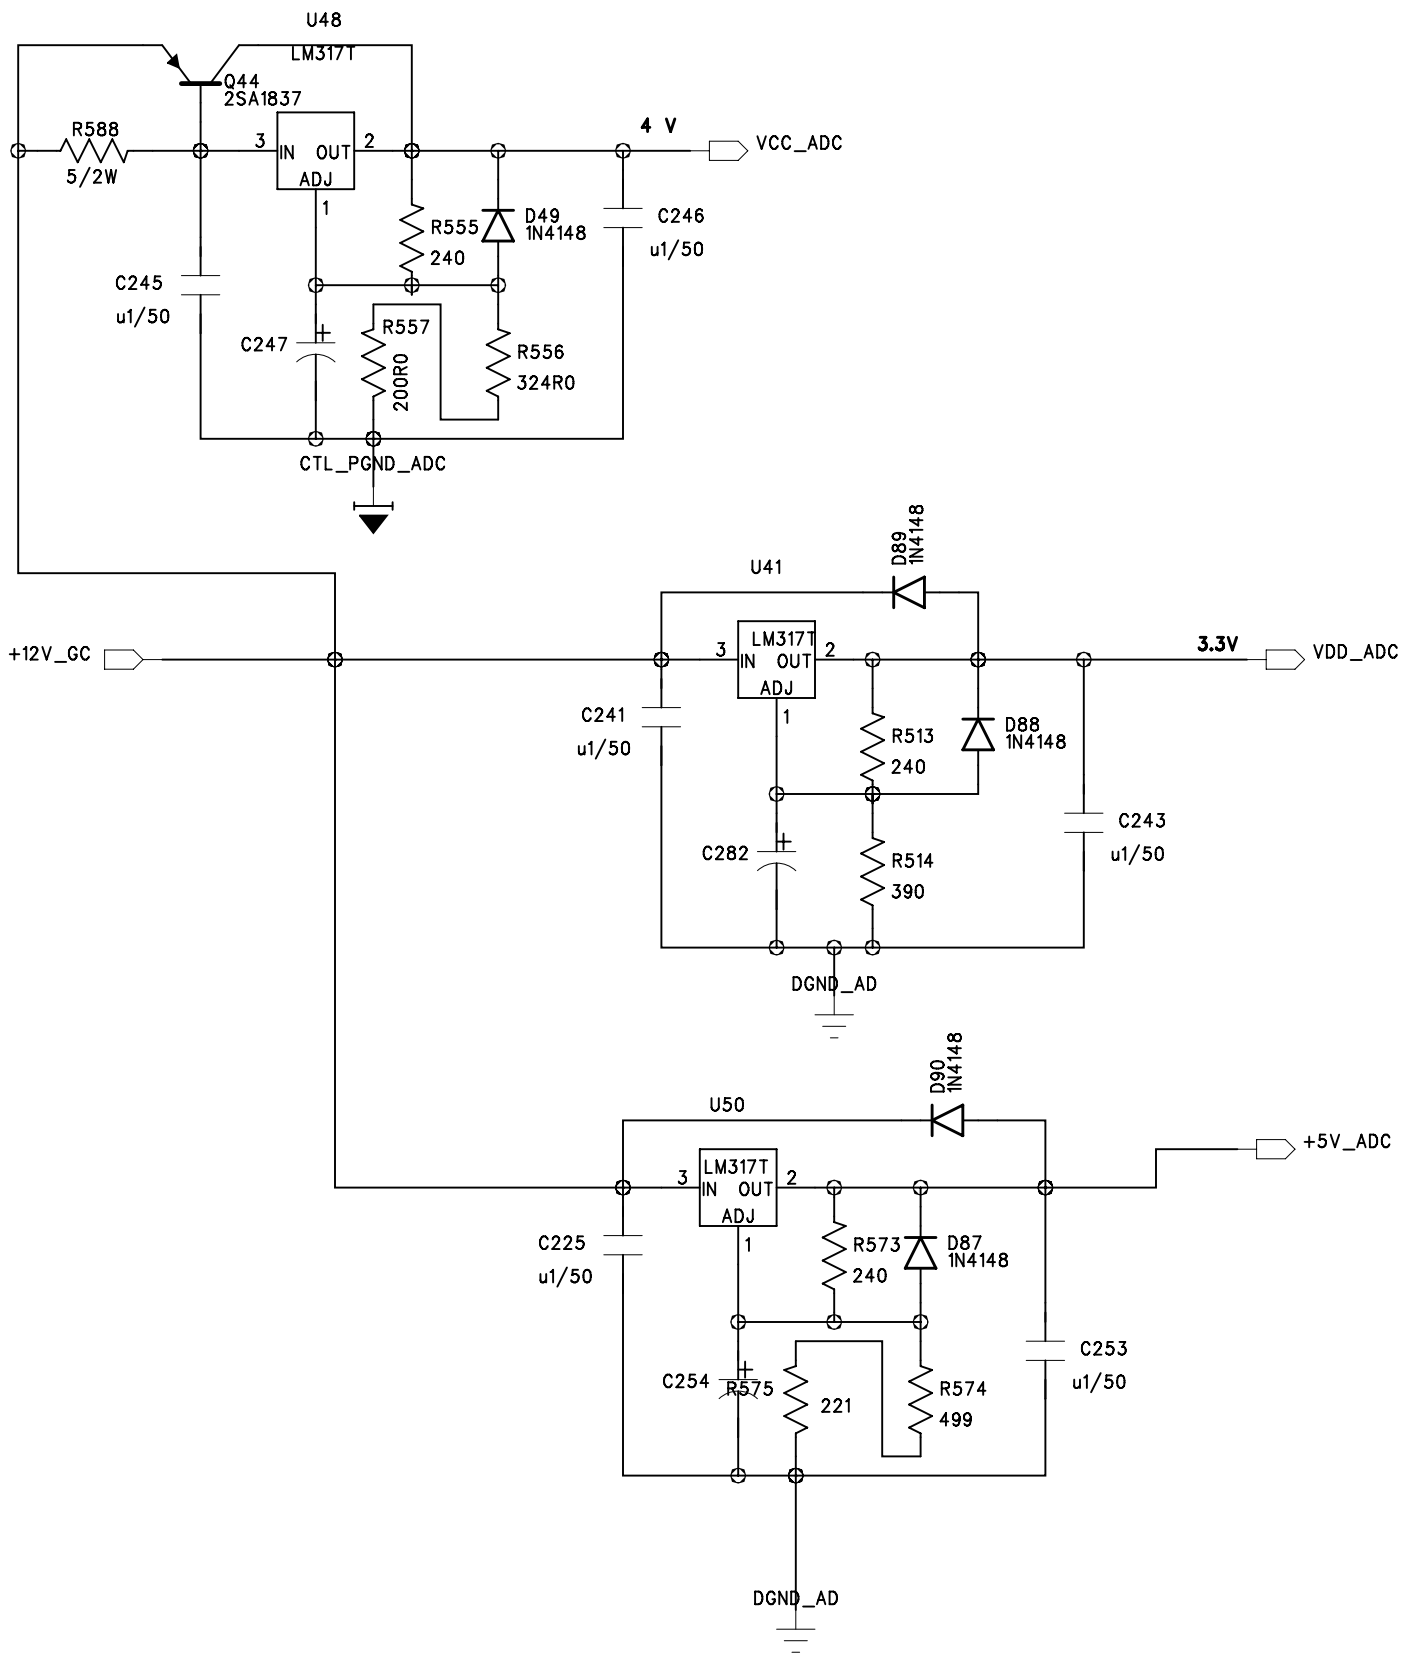 U48
LM317T
Q44
2SA1837
R588
5/2W
3
IN
OUT
2
ADJ
1
4 V
VCC_ADC
R555
240
D49
1N4148
C246
u1/50
C245
u1/50
C247
+
R557
200R0
R556
324R0
CTL_PGND_ADC
D89
1N4148
U41
+12V_GC
LM317T
3
IN
OUT
2
ADJ
1
3.3V
VDD_ADC
C241
u1/50
R513
240
D88
1N4148
C243
u1/50
C282
+
R514
390
DGND_AD
D90
1N4148
U50
+5V_ADC
LM317T
3
IN
OUT
2
ADJ
1
C225
u1/50
R573
240
D87
1N4148
C253
u1/50
C254
+
R575
221
R574
499
DGND_AD